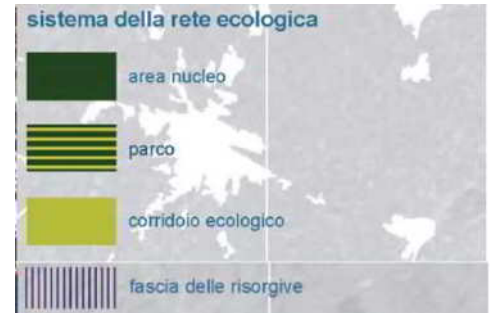 sistema della rete ecologica
area nucleo
parco
corridoio ecologico
fascia delle risorgive